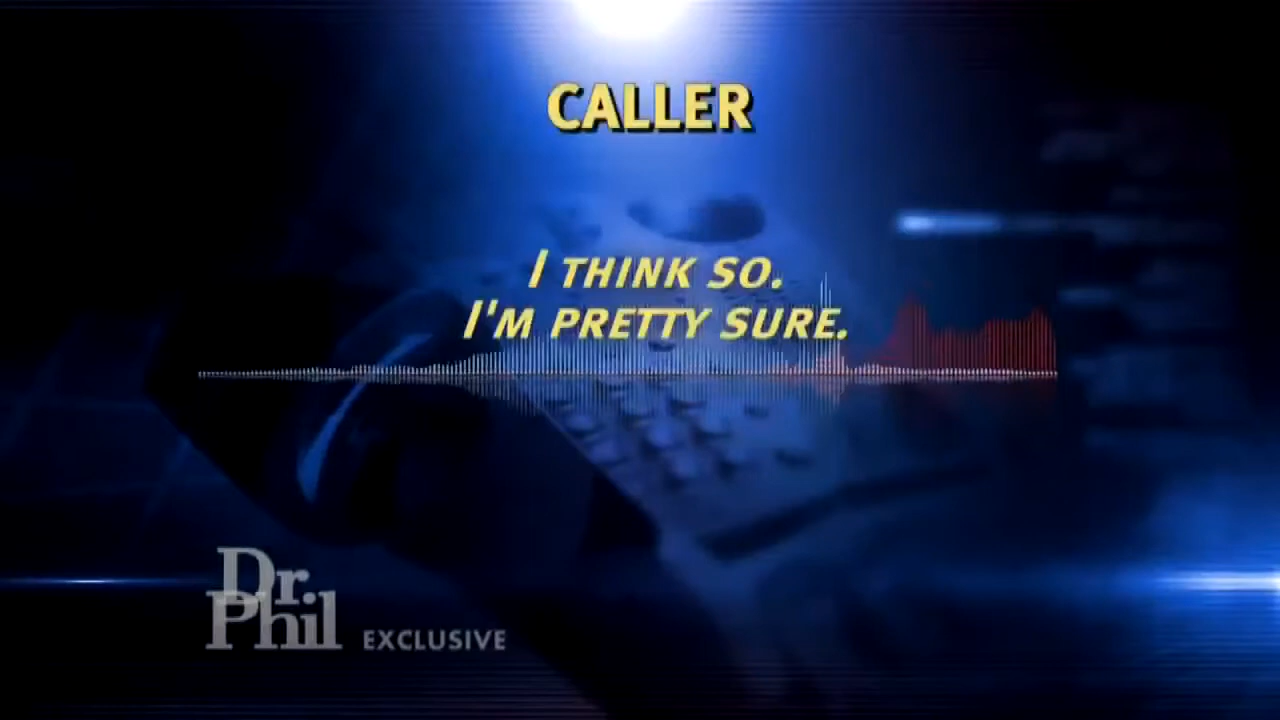 CALLER
I THINK SO.
I'M PRETTY SURE.
Dr.
Phil EXCLUSIVE